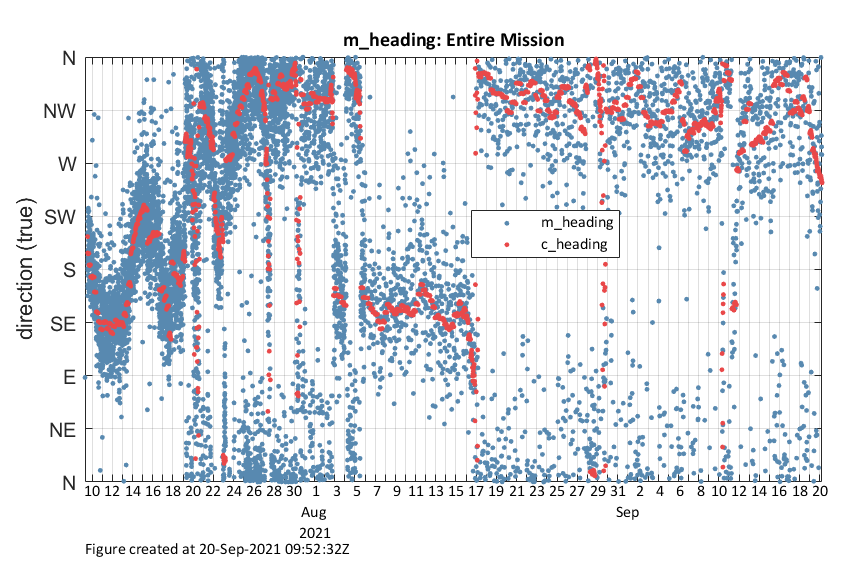 m_heading: Entire Mission
direction (true)
N
NW
W
SW
S
SE
E
NE
N
m_heading
c_heading
10 12 14 16 18 20 22 24 26 28 30 1 3 5 7 9 11 13 15 17 19 21 23 25 27 29 31 2 4 6 8 10 12 14 16 18 20
Aug Sep
2021
Figure created at 20-Sep-2021 09:52:32Z